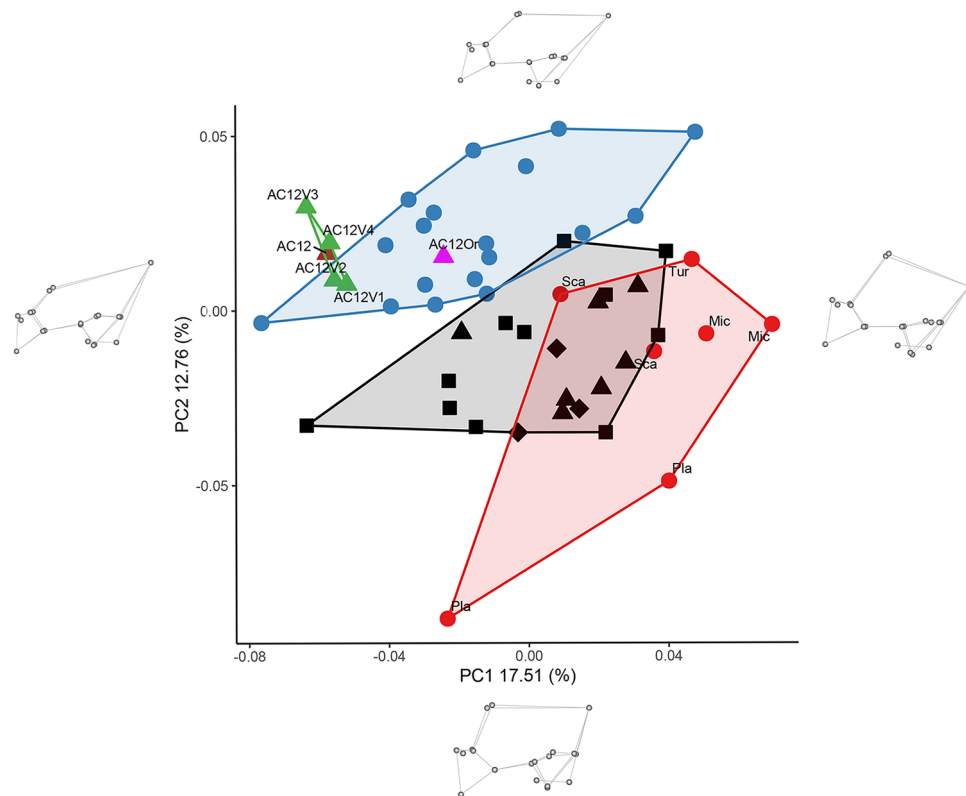 0.05
AC12V3
AC12V4
AC12
AC12Or
AC12V2
AC12V1
Tur
Sca
0.00
Mic
Mic
Sca
PC2 12.76 (%)
Pla
-0.05
Pla
-0.08
-0.04
0.00
0.04
PC1 17.51 (%)